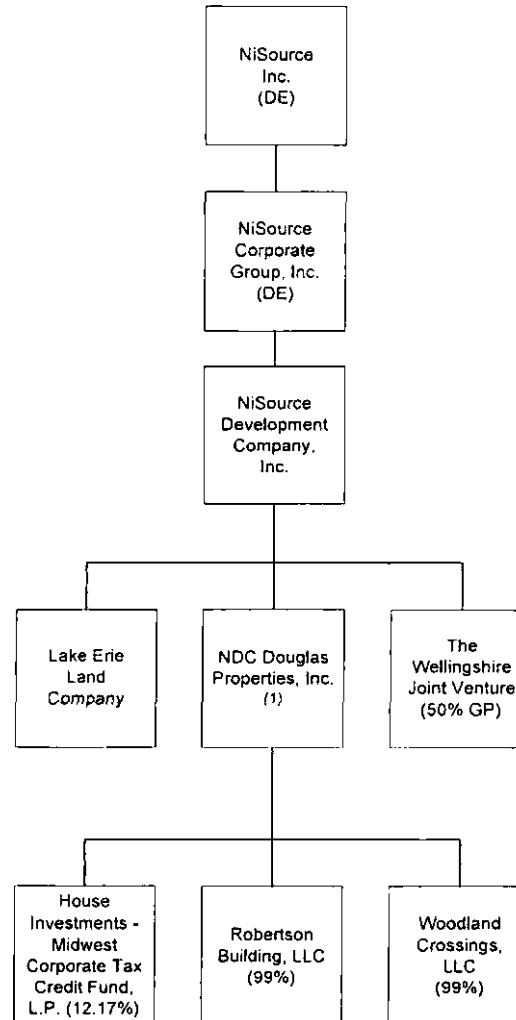 NiSource
Inc.
(DE)
NiSource
Corporate
Group, Inc.
(DE)
NiSource
Development
Company,
Inc.
Lake Erie
Land
Company
NDC Douglas
Properties, Inc.
(1)
The
Wellingshire
Joint Venture
(50% GP)
House
Investments -
Midwest
Corporate Tax
Credit Fund,
L.P. (12.17%)
Robertson
Building, LLC
(99%)
Woodland
Crossings,
LLC
(99%)